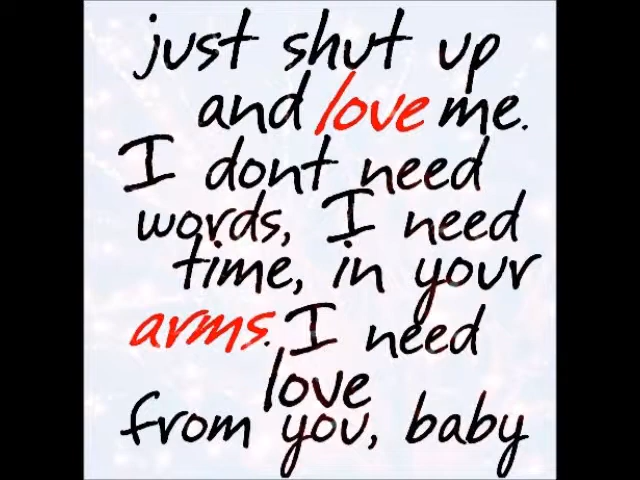 just shut up
and love me.
I dont need
words, I need
time, in your
arms. I need
love
from you, baby